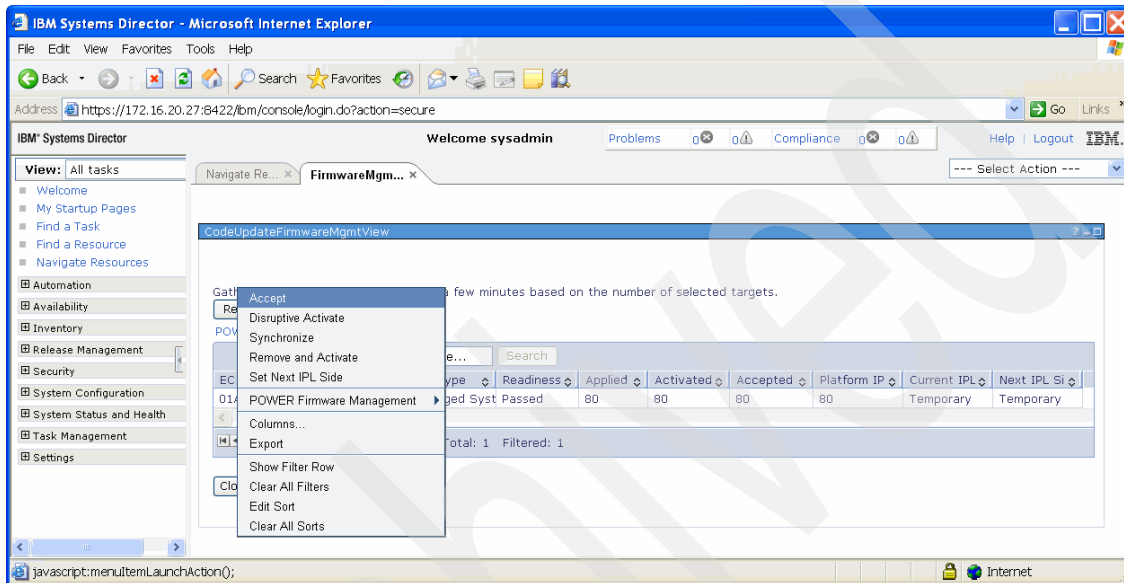 IBM Systems Director - Microsoft Internet Explorer
File Edit View Favorites Tools Help
Back Search Favorites
Address https://172.16.20.27:8422/ibm/console/login.do?action=secure Go Links »
IBM® Systems Director Welcome sysadmin Problems 0 0 Compliance 0 0 Help | Logout IBM.
View: All tasks
Navigate Re... × FirmwareMgm... × --- Select Action ---
Welcome
My Startup Pages
Find a Task
Find a Resource
Navigate Resources
Automation
Availability
Inventory
Release Management
Security
System Configuration
System Status and Health
Task Management
Settings
CodeUpdateFirmwareMgmtView ?
Gath a few minutes based on the number of selected targets.
Re
POW
e... Search
EC ype Readiness Applied Activated Accepted Platform IP Current IPL Next IPL Si
01A ged Syst Passed 80 80 80 80 Temporary Temporary
Total: 1 Filtered: 1
Clo
Accept
Disruptive Activate
Synchronize
Remove and Activate
Set Next IPL Side
POWER Firmware Management
Columns...
Export
Show Filter Row
Clear All Filters
Edit Sort
Clear All Sorts
javascript:menuItemLaunchAction(); Internet